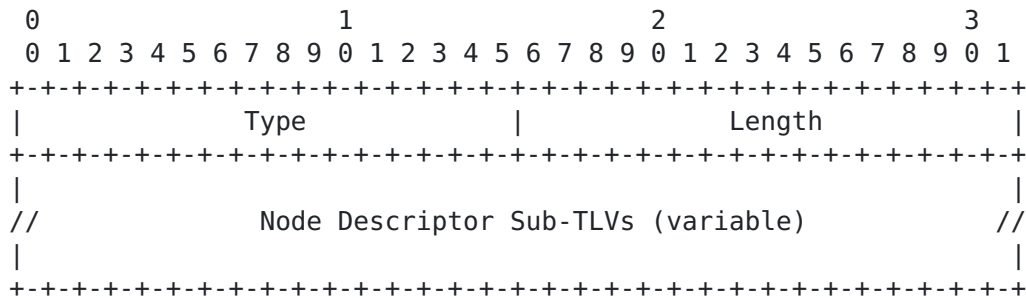 0                   1                   2                   3
 0 1 2 3 4 5 6 7 8 9 0 1 2 3 4 5 6 7 8 9 0 1 2 3 4 5 6 7 8 9 0 1
+-+-+-+-+-+-+-+-+-+-+-+-+-+-+-+-+-+-+-+-+-+-+-+-+-+-+-+-+-+-+-+-+
|              Type             |             Length            |
+-+-+-+-+-+-+-+-+-+-+-+-+-+-+-+-+-+-+-+-+-+-+-+-+-+-+-+-+-+-+-+-+
|                                                               |
//              Node Descriptor Sub-TLVs (variable)            //
|                                                               |
+-+-+-+-+-+-+-+-+-+-+-+-+-+-+-+-+-+-+-+-+-+-+-+-+-+-+-+-+-+-+-+-+